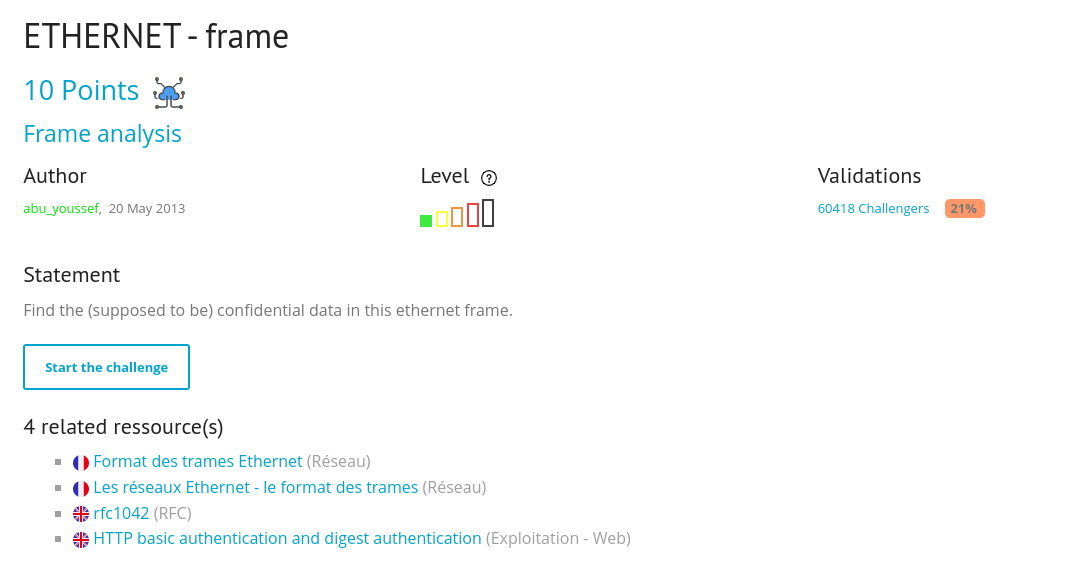 ETHERNET - frame
10 Points
Frame analysis
Author
Level ?
Validations
abu_youssef, 20 May 2013
60418 Challengers 21%
Statement
Find the (supposed to be) confidential data in this ethernet frame.
Start the challenge
4 related ressource(s)
Format des trames Ethernet (Réseau)
Les réseaux Ethernet - le format des trames (Réseau)
rfc1042 (RFC)
HTTP basic authentication and digest authentication (Exploitation - Web)